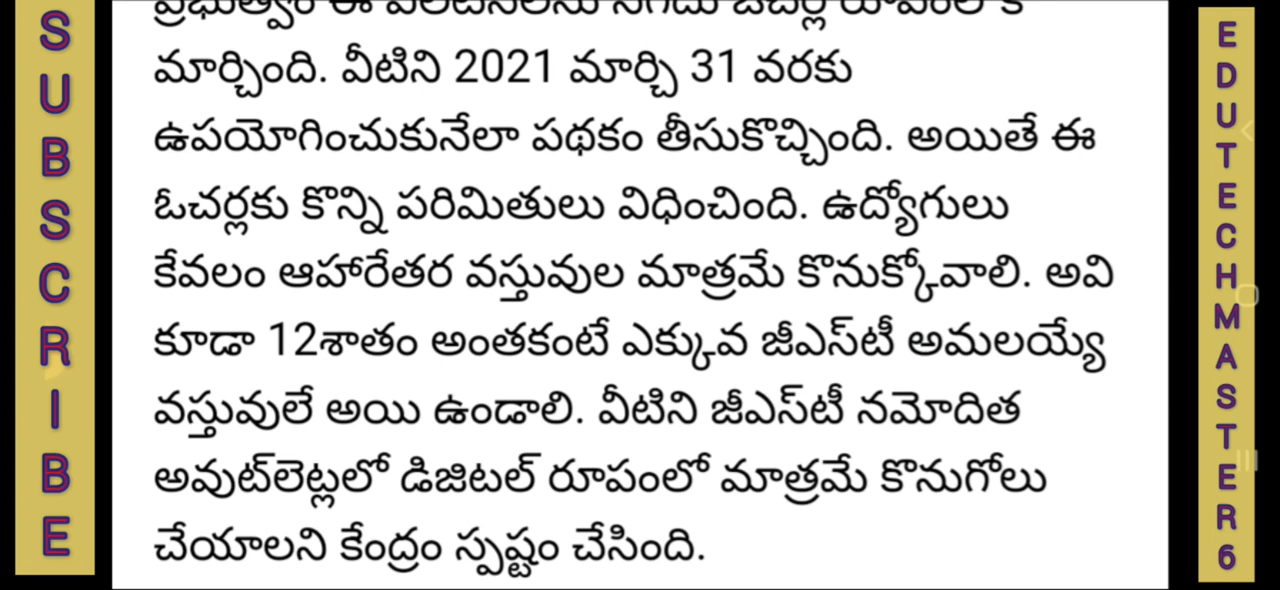 SUBSCRIBE
మార్చింది. వీటిని 2021 మార్చి 31 వరకు
ఉపయోగించుకునేలా పథకం తీసుకొచ్చింది. అయితే ఈ
ఓచర్లకు కొన్ని పరిమితులు విధించింది. ఉద్యోగులు
కేవలం ఆహారేతర వస్తువుల మాత్రమే కొనుక్కోవాలి. అవి
కూడా 12శాతం అంతకంటే ఎక్కువ జీఎస్‌టీ అమలయ్యే
వస్తువులే అయి ఉండాలి. వీటిని జీఎస్‌టీ నమోదిత
అవుట్‌లెట్లలో డిజిటల్ రూపంలో మాత్రమే కొనుగోలు
చేయాలని కేంద్రం స్పష్టం చేసింది.
EDUTECHMASTER6